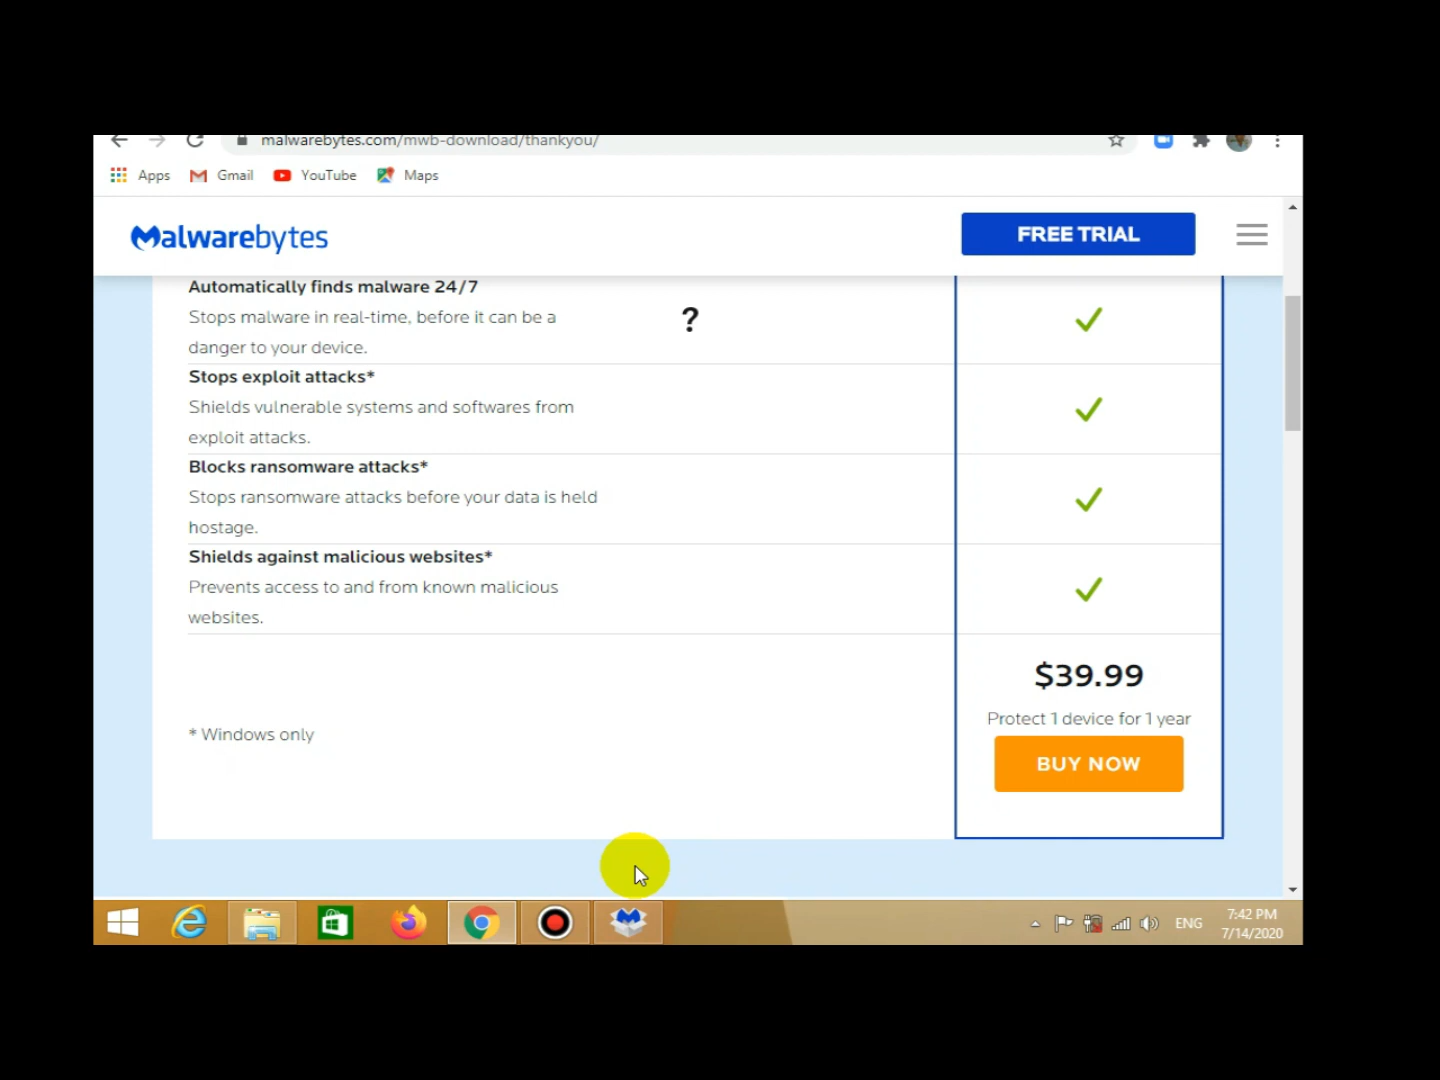 malwarebytes.com/mwb-download/thankyou/
Apps Gmail YouTube Maps
Malwarebytes
FREE TRIAL
Automatically finds malware 24/7
Stops malware in real-time, before it can be a
danger to your device.
?
Stops exploit attacks*
Shields vulnerable systems and softwares from
exploit attacks.
Blocks ransomware attacks*
Stops ransomware attacks before your data is held
hostage.
Shields against malicious websites*
Prevents access to and from known malicious
websites.
$39.99
Protect 1 device for 1 year
* Windows only
BUY NOW
ENG
7:42 PM
7/14/2020